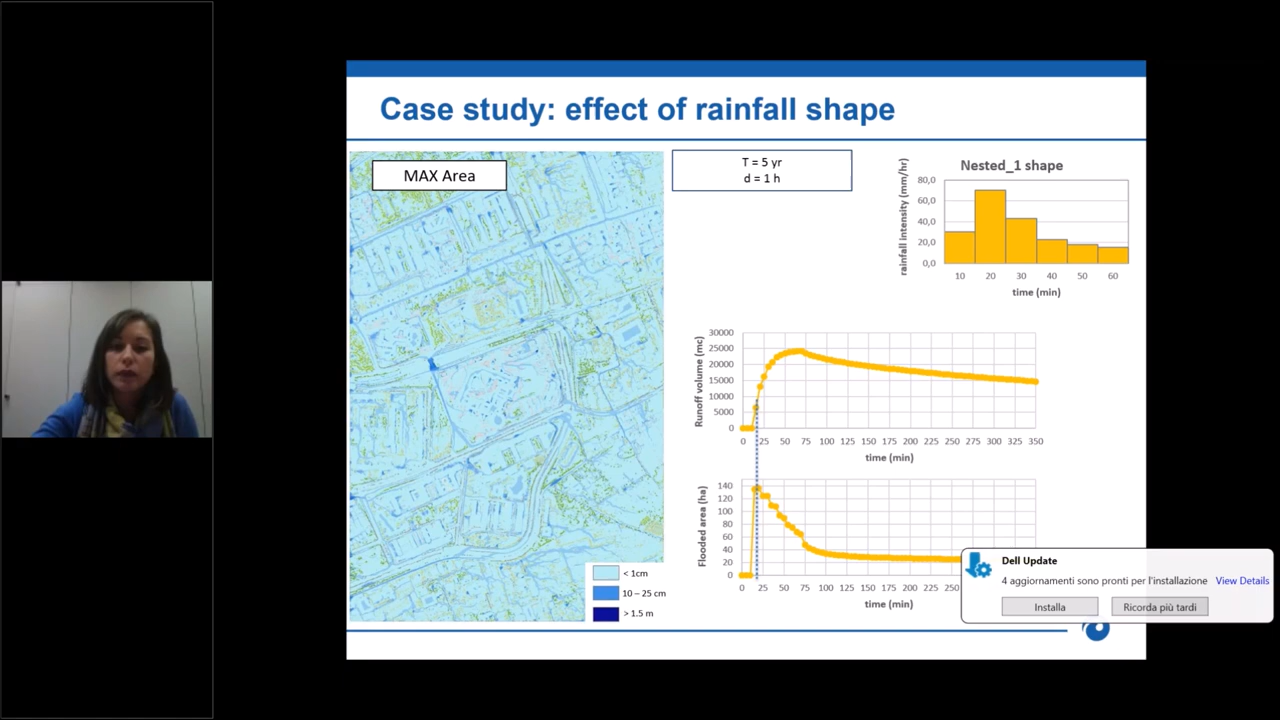 Case study: effect of rainfall shape
MAX Area
T = 5 yr
d = 1 h
Nested_1 shape
rainfall intensity (mm/hr)
80,0
60,0
40,0
20,0
0,0
10 20 30 40 50 60
time (min)
Runoff volume (mc)
30000
25000
20000
15000
10000
5000
0
0 25 50 75 100 125 150 175 200 225 250 275 300 325 350
time (min)
Flooded area (ha)
140
120
100
80
60
40
20
0
0 25 50 75 100 125 150 175 200 225 250
time (min)
< 1cm
10 – 25 cm
> 1.5 m
Dell Update
4 aggiornamenti sono pronti per l'installazione View Details
Installa Ricorda più tardi